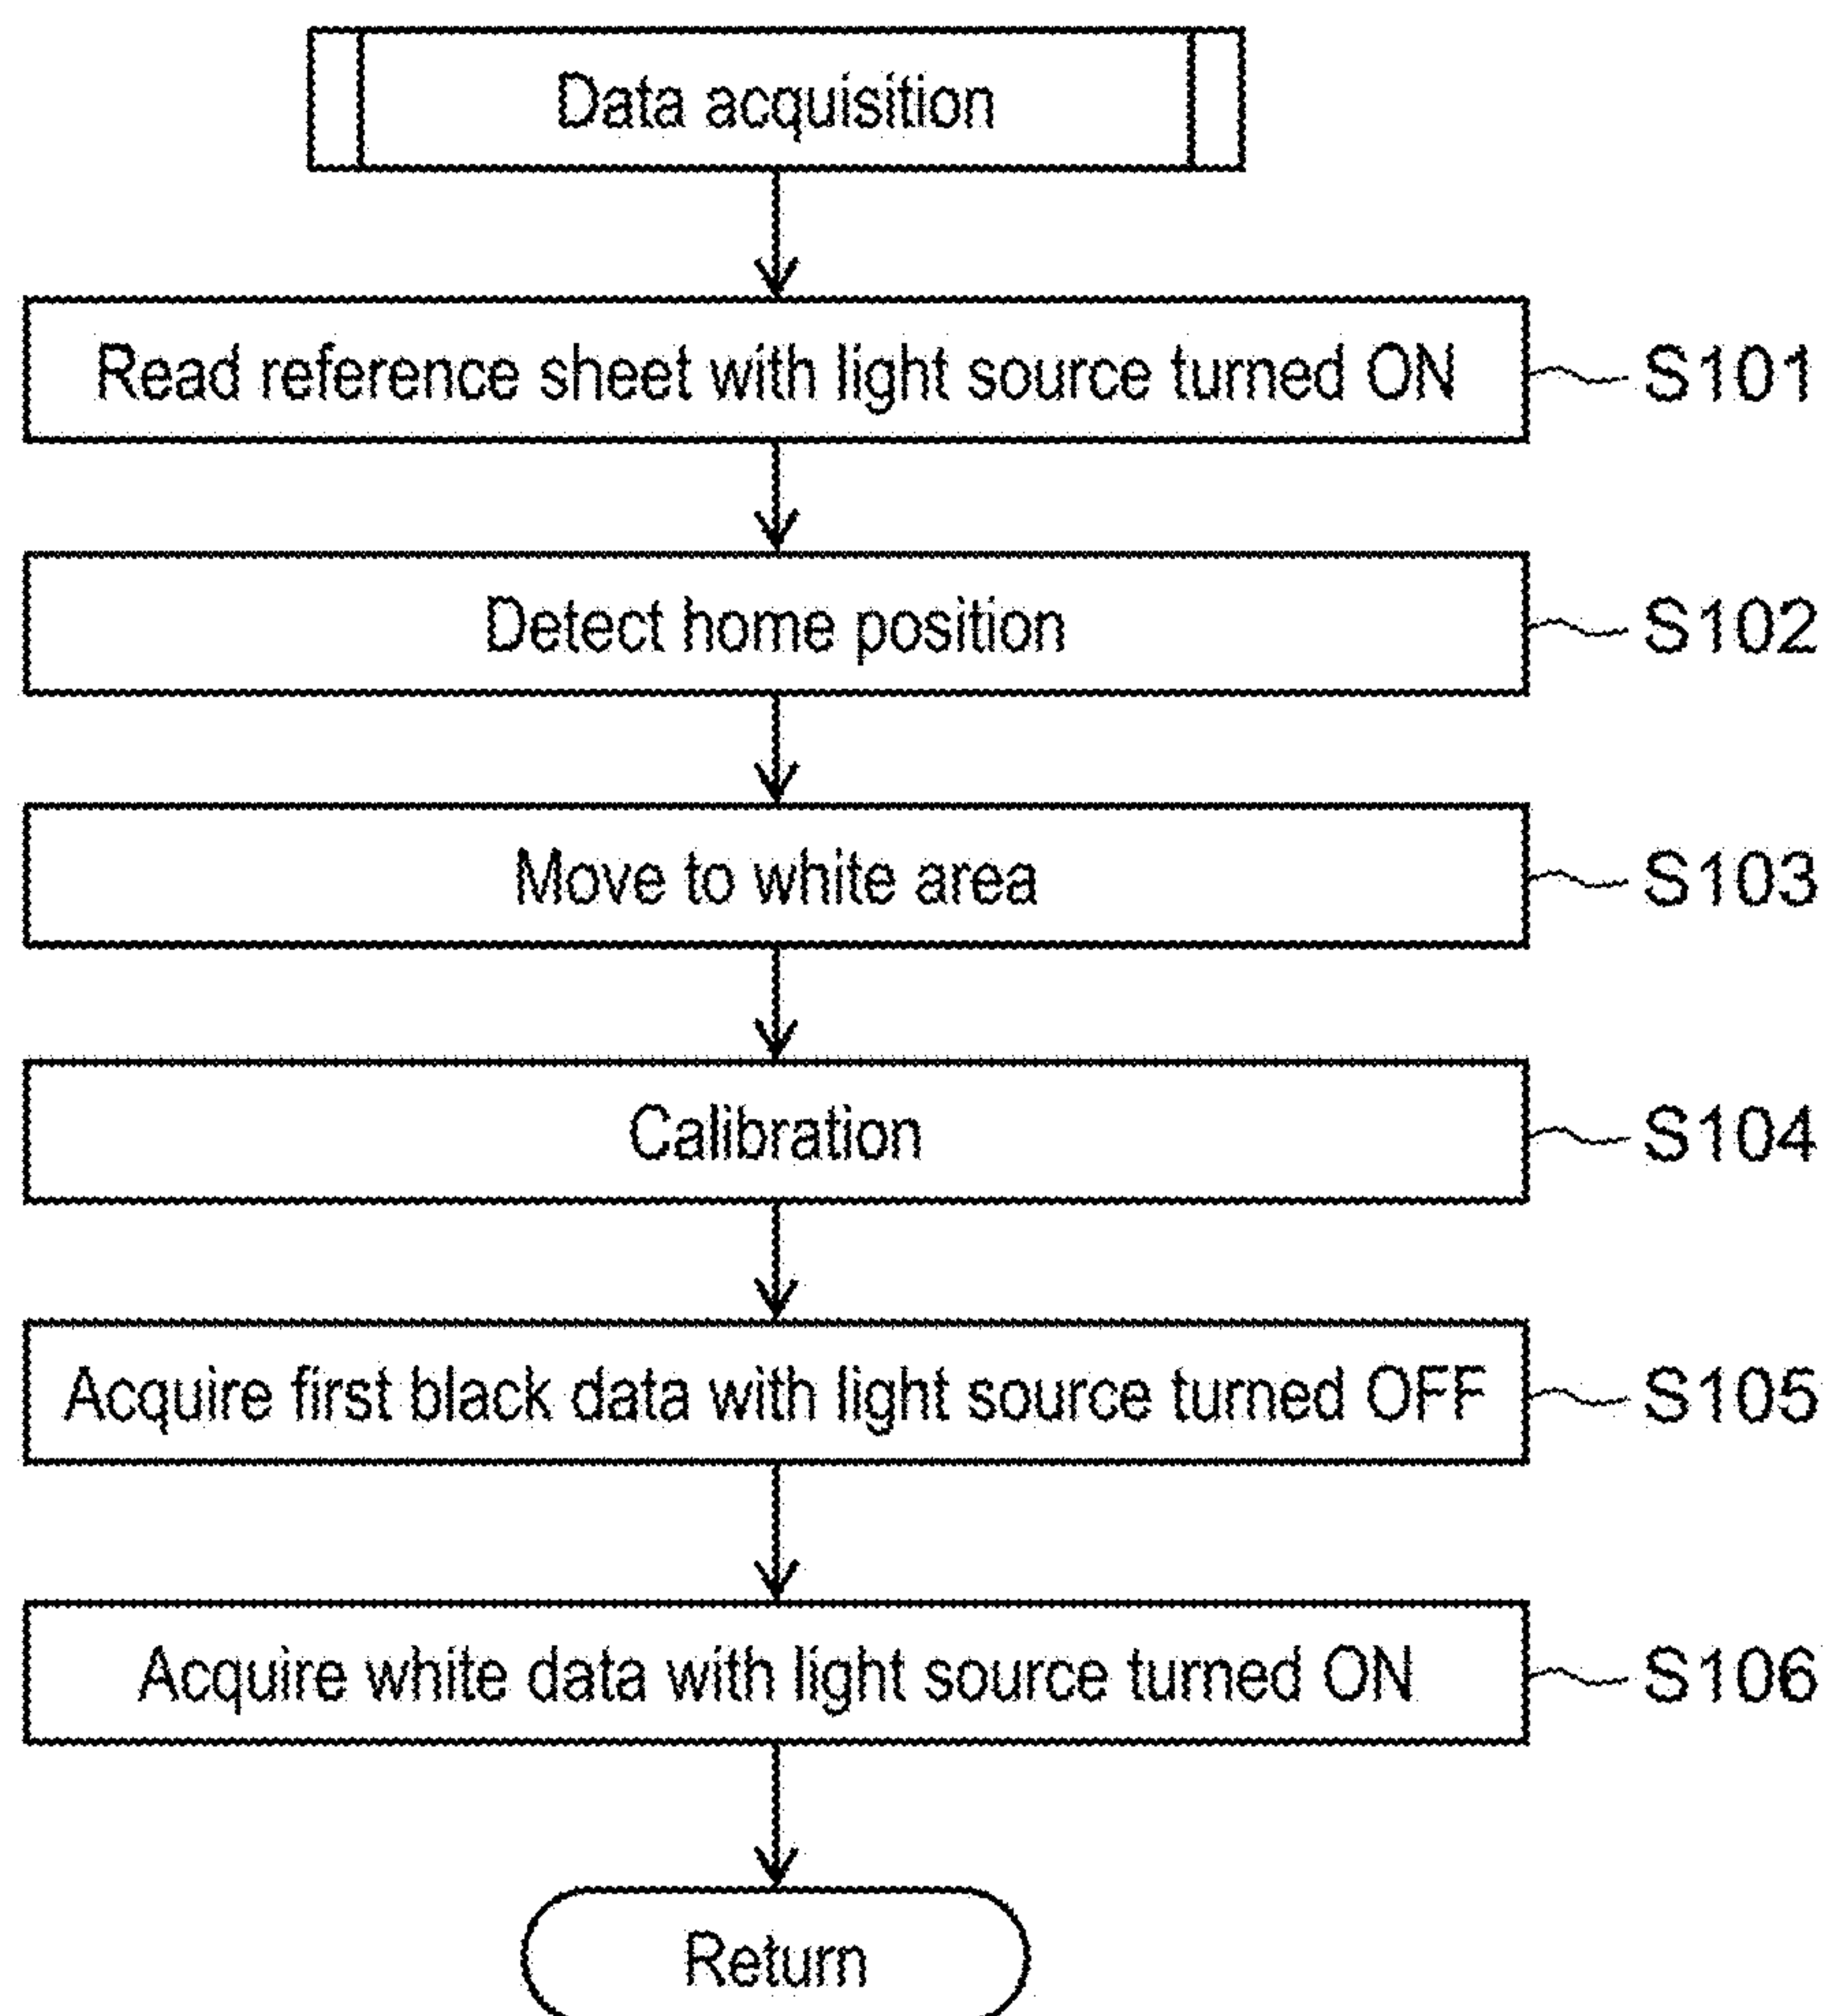 Data acquisition
Read reference sheet with light source turned ON
S101
Detect home position
S102
Move to white area
S103
Calibration
S104
Acquire first black data with light source turned OFF
S105
Acquire white data with light source turned ON
S106
Return